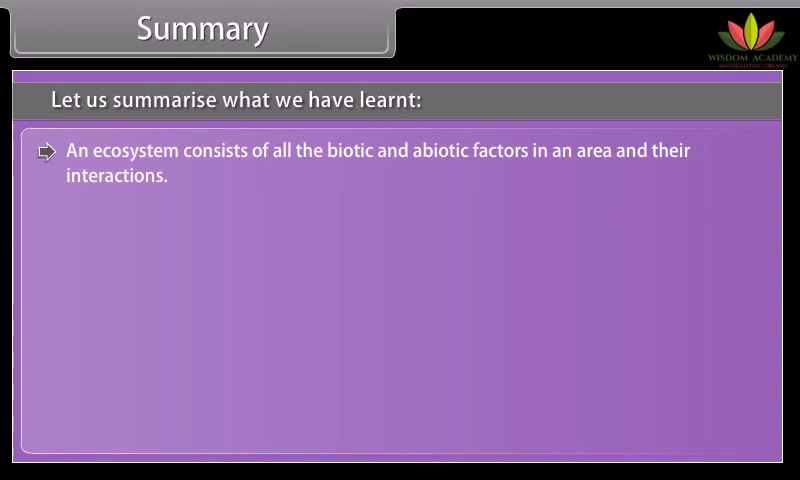 Summary
WISDOM ACADEMY
MATERIALIZING DREAMS
Let us summarise what we have learnt:
An ecosystem consists of all the biotic and abiotic factors in an area and their
interactions.